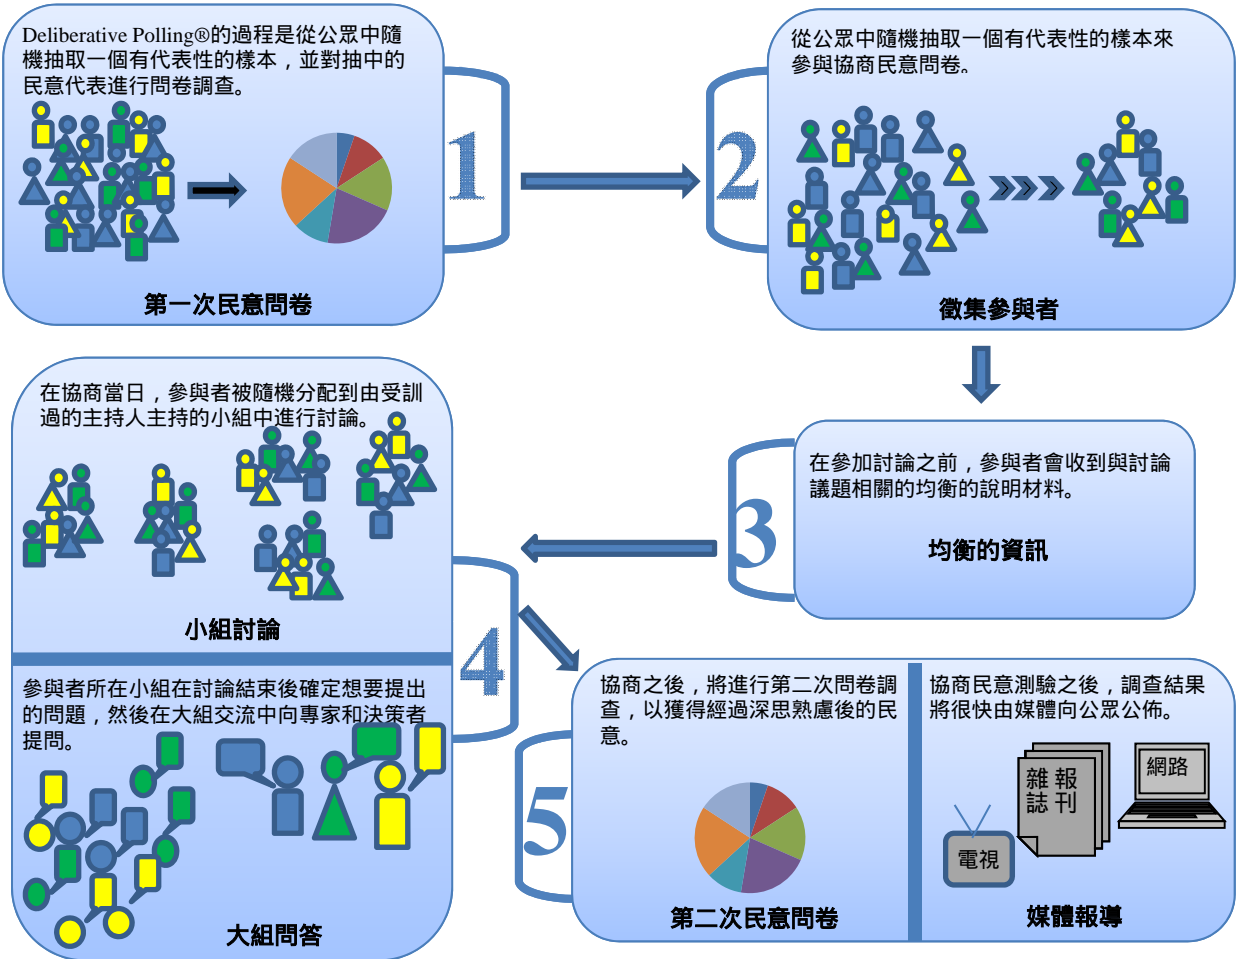 Deliberative Polling®的過程是從公眾中隨
機抽取一個有代表性的樣本，並對抽中的
民意代表進行問卷調查。
第一次民意問卷
1
2
從公眾中隨機抽取一個有代表性的樣本來
參與協商民意問卷。
徵集參與者
3
在參加討論之前，參與者會收到與討論
議題相關的均衡的說明材料。
均衡的資訊
在協商當日，參與者被隨機分配到由受訓
過的主持人主持的小組中進行討論。
小組討論
4
參與者所在小組在討論結束後確定想要提出
的問題，然後在大組交流中向專家和決策者
提問。
大組問答
5
協商之後，將進行第二次問卷調
查，以獲得經過深思熟慮後的民
意。
第二次民意問卷
協商民意測驗之後，調查結果
將很快由媒體向公眾公佈。
雜誌
報刊
網路
電視
媒體報導